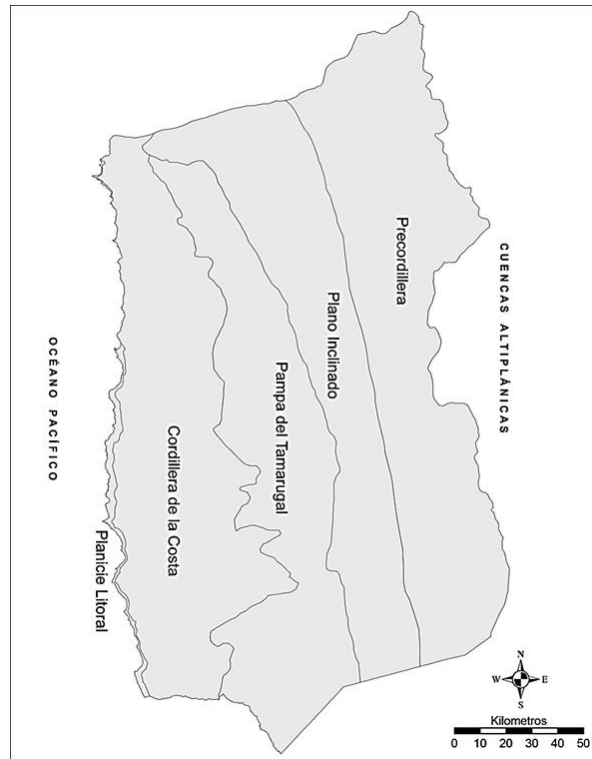 Precordillera
CUENCAS ALTIPLÁNICAS
Plano Inclinado
Pampa del Tamarugal
OCÉANO PACÍFICO
Cordillera de la Costa
Planicie Litoral
N
W E
S
Kilometros
0 10 20 30 40 50